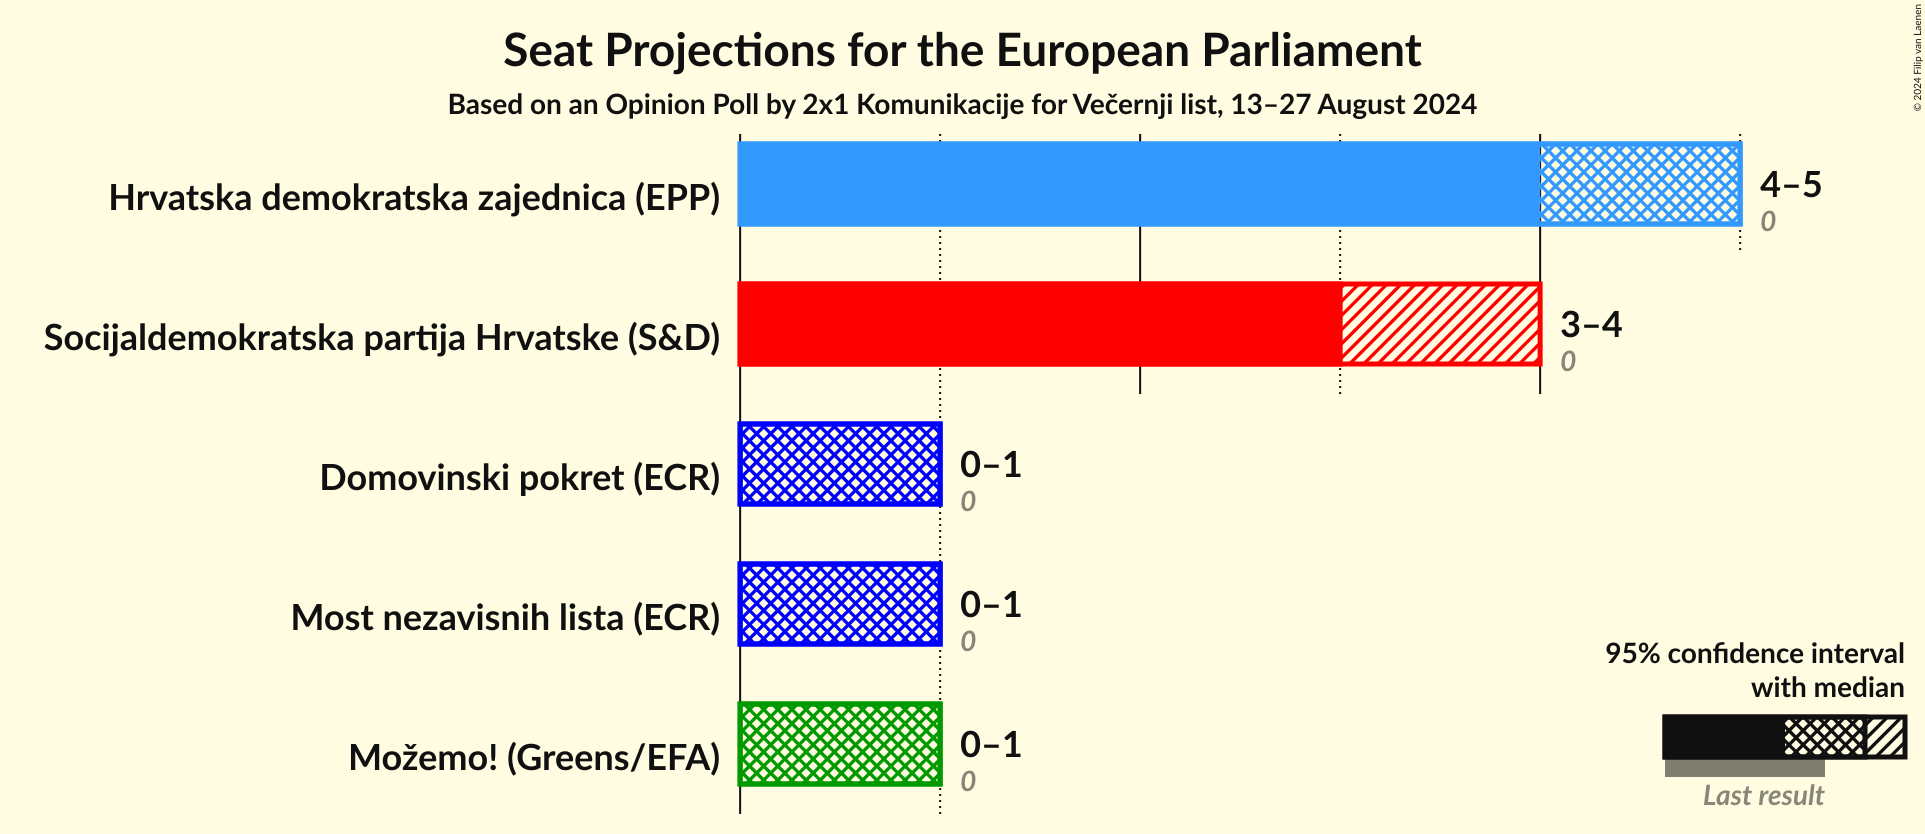 Seat Projections for the European Parliament
Based on an Opinion Poll by 2x1 Komunikacije for Večernji list, 13–27 August 2024
© 2024 Filip van Laenen
Hrvatska demokratska zajednica (EPP)
4–5
0
Socijaldemokratska partija Hrvatske (S&D)
3–4
0
Domovinski pokret (ECR)
0–1
0
Most nezavisnih lista (ECR)
0–1
0
Možemo! (Greens/EFA)
0–1
0
95% confidence interval
with median
Last result